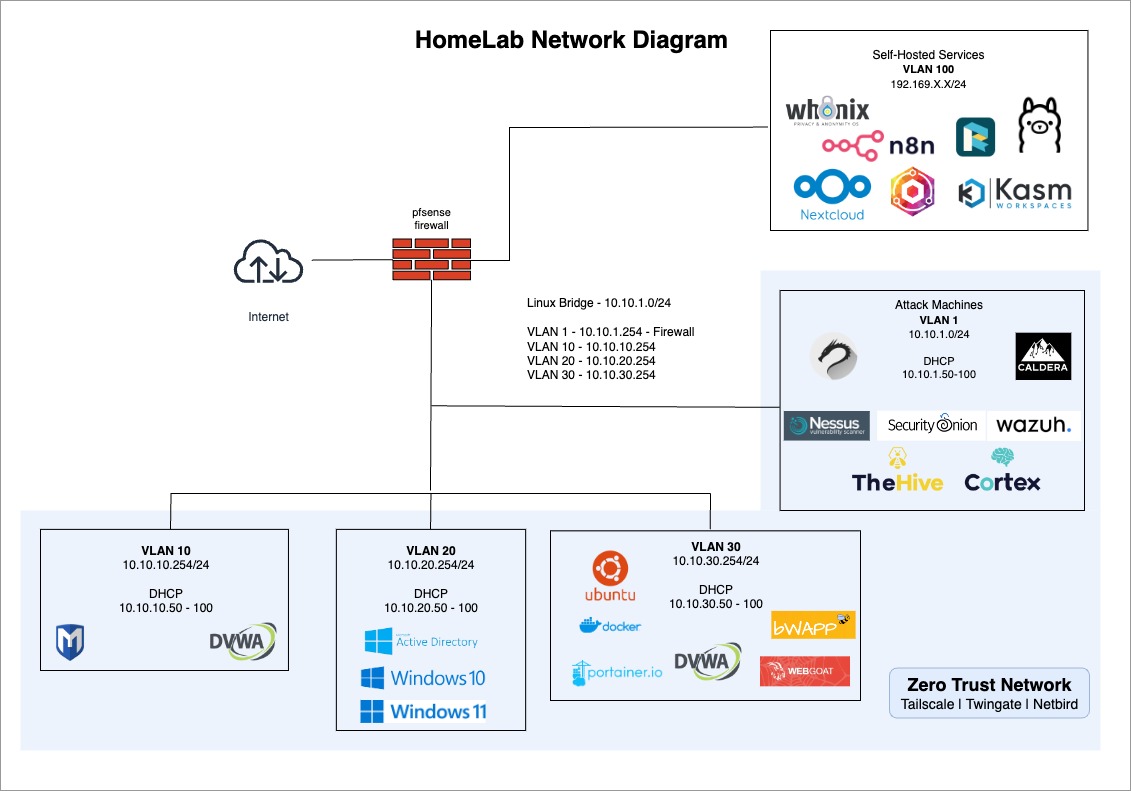 HomeLab Network Diagram
Self-Hosted Services
VLAN 100
192.169.X.X/24
whonix
PRIVACY & ANONYMITY OS
n8n
Nextcloud
Kasm
WORKSPACES
pfsense
firewall
Internet
Linux Bridge - 10.10.1.0/24
VLAN 1 - 10.10.1.254 - Firewall
VLAN 10 - 10.10.10.254
VLAN 20 - 10.10.20.254
VLAN 30 - 10.10.30.254
Attack Machines
VLAN 1
10.10.1.0/24
DHCP
10.10.1.50-100
CALDERA
Nessus
vulnerability scanner
Security Onion
wazuh.
TheHive
Cortex
VLAN 10
10.10.10.254/24
DHCP
10.10.10.50 - 100
DVWA
VLAN 20
10.10.20.254/24
DHCP
10.10.20.50 - 100
Microsoft
Active Directory
Windows 10
Windows 11
VLAN 30
10.10.30.254/24
DHCP
10.10.30.50 - 100
ubuntu
docker
bWAPP
portainer.io
DVWA
WEBGOAT
Zero Trust Network
Tailscale | Twingate | Netbird